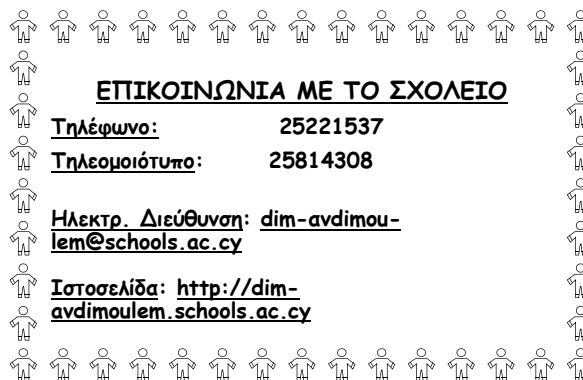 ΕΠΙΚΟΙΝΩΝΙΑ ΜΕ ΤΟ ΣΧΟΛΕΙΟ
Τηλέφωνο: 25221537
Τηλεομοιότυπο: 25814308
Ηλεκτρ. Διεύθυνση: dim-avdimou-
lem@schools.ac.cy
Ιστοσελίδα: http://dim-
avdimoulem.schools.ac.cy